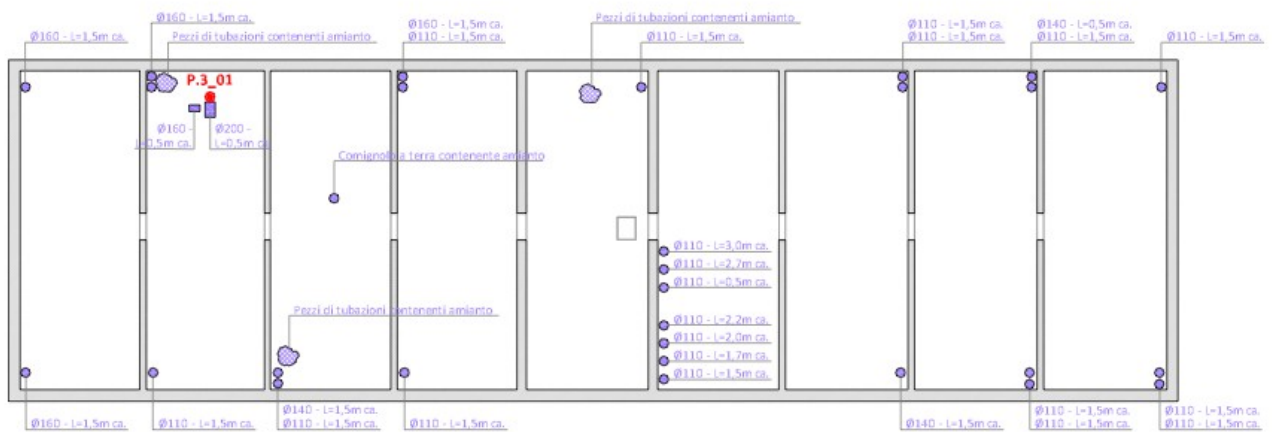 Ø160 - L=1,5m ca.
Ø160 - L=1,5m ca.
Pezzi di tubazioni contenenti amianto
Ø160 - L=1,5m ca.
Ø110 - L=1,5m ca.
Pezzi di tubazioni contenenti amianto
Ø110 - L=1,5m ca.
Ø110 - L=1,5m ca.
Ø110 - L=1,5m ca.
Ø140 - L=0,5m ca.
Ø110 - L=1,5m ca.
Ø110 - L=1,5m ca.
P.3_01
Ø160 -
L=0,5m ca.
Ø200 -
L=0,5m ca.
Comignolo a terra contenente amianto
Ø110 - L=3,0m ca.
Ø110 - L=2,7m ca.
Ø110 - L=0,5m ca.
Pezzi di tubazioni contenenti amianto
Ø110 - L=2,2m ca.
Ø110 - L=2,0m ca.
Ø110 - L=1,7m ca.
Ø110 - L=1,5m ca.
Ø160 - L=1,5m ca.
Ø110 - L=1,5m ca.
Ø140 - L=1,5m ca.
Ø110 - L=1,5m ca.
Ø110 - L=1,5m ca.
Ø140 - L=1,5m ca.
Ø110 - L=1,5m ca.
Ø110 - L=1,5m ca.
Ø110 - L=1,5m ca.
Ø110 - L=1,5m ca.